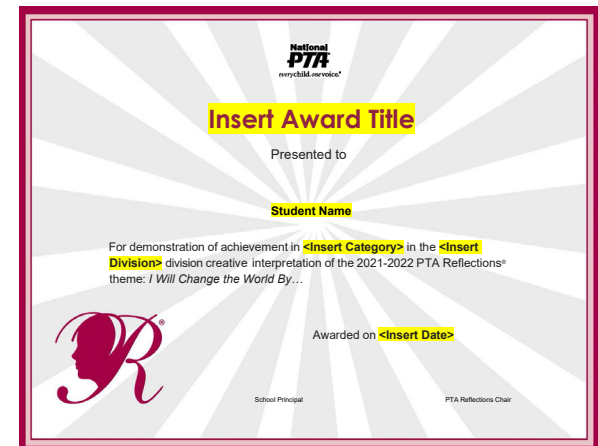 National
PTA
everychild.onevoice.®
Insert Award Title
Presented to
Student Name
For demonstration of achievement in <Insert Category> in the <Insert
Division> division creative interpretation of the 2021-2022 PTA Reflections®
theme: I Will Change the World By…
Awarded on <Insert Date>
R®
School Principal PTA Reflections Chair